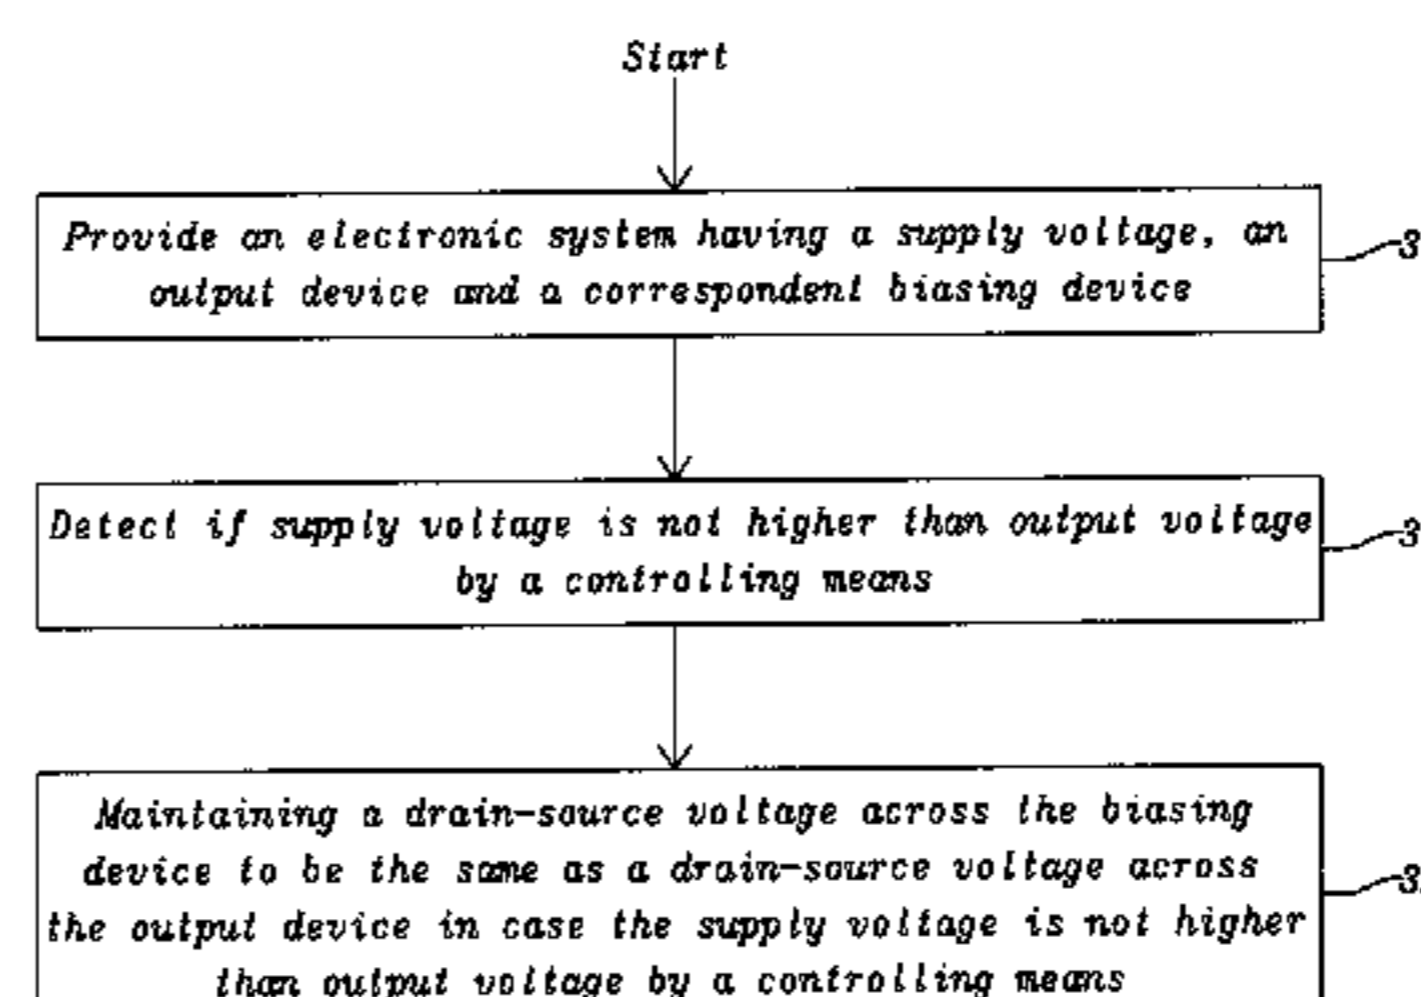 Start
Provide an electronic system having a supply voltage, an
output device and a correspondent biasing device
3
Detect if supply voltage is not higher than output voltage
by a controlling means
3
Maintaining a drain-source voltage across the biasing
device to be the same as a drain-source voltage across
the output device in case the supply voltage is not higher
than output voltage by a controlling means
3